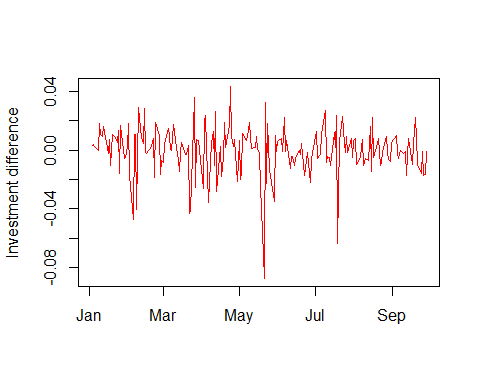 Investment difference
0.04
0.00
-0.04
-0.08
Jan
Mar
May
Jul
Sep